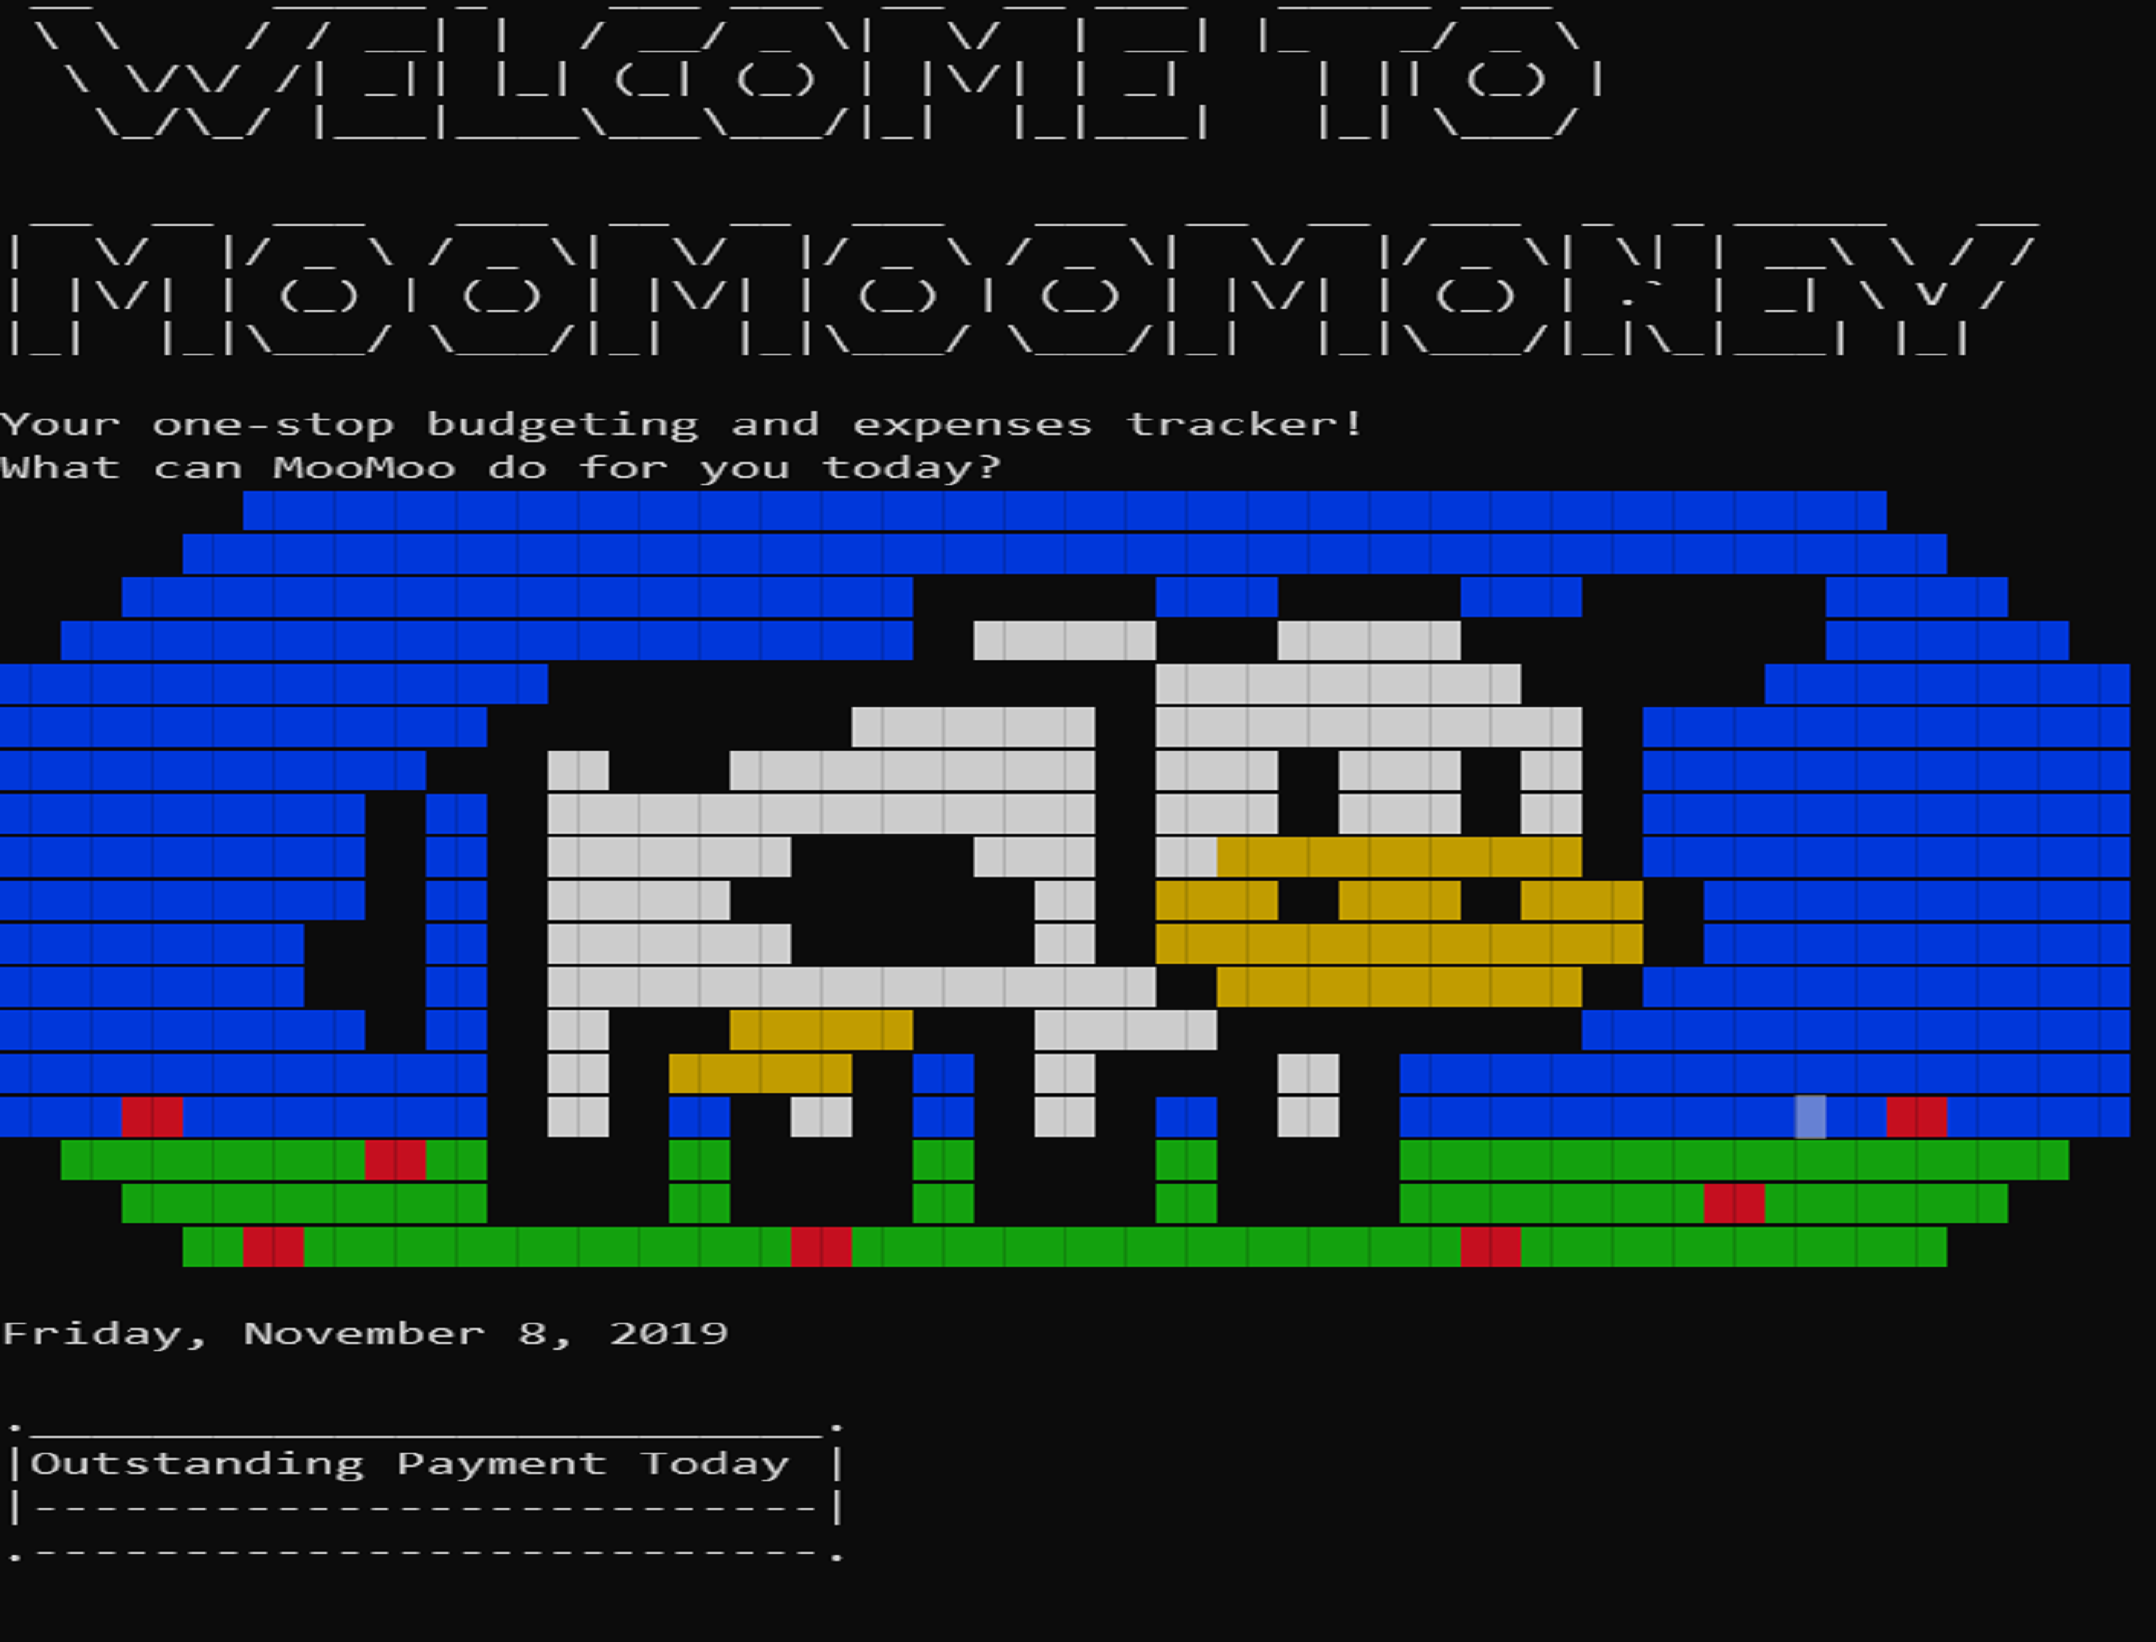 WELCOME TO
MOOMOOMONEY
Your one-stop budgeting and expenses tracker!
What can MooMoo do for you today?
Friday, November 8, 2019
Outstanding Payment Today